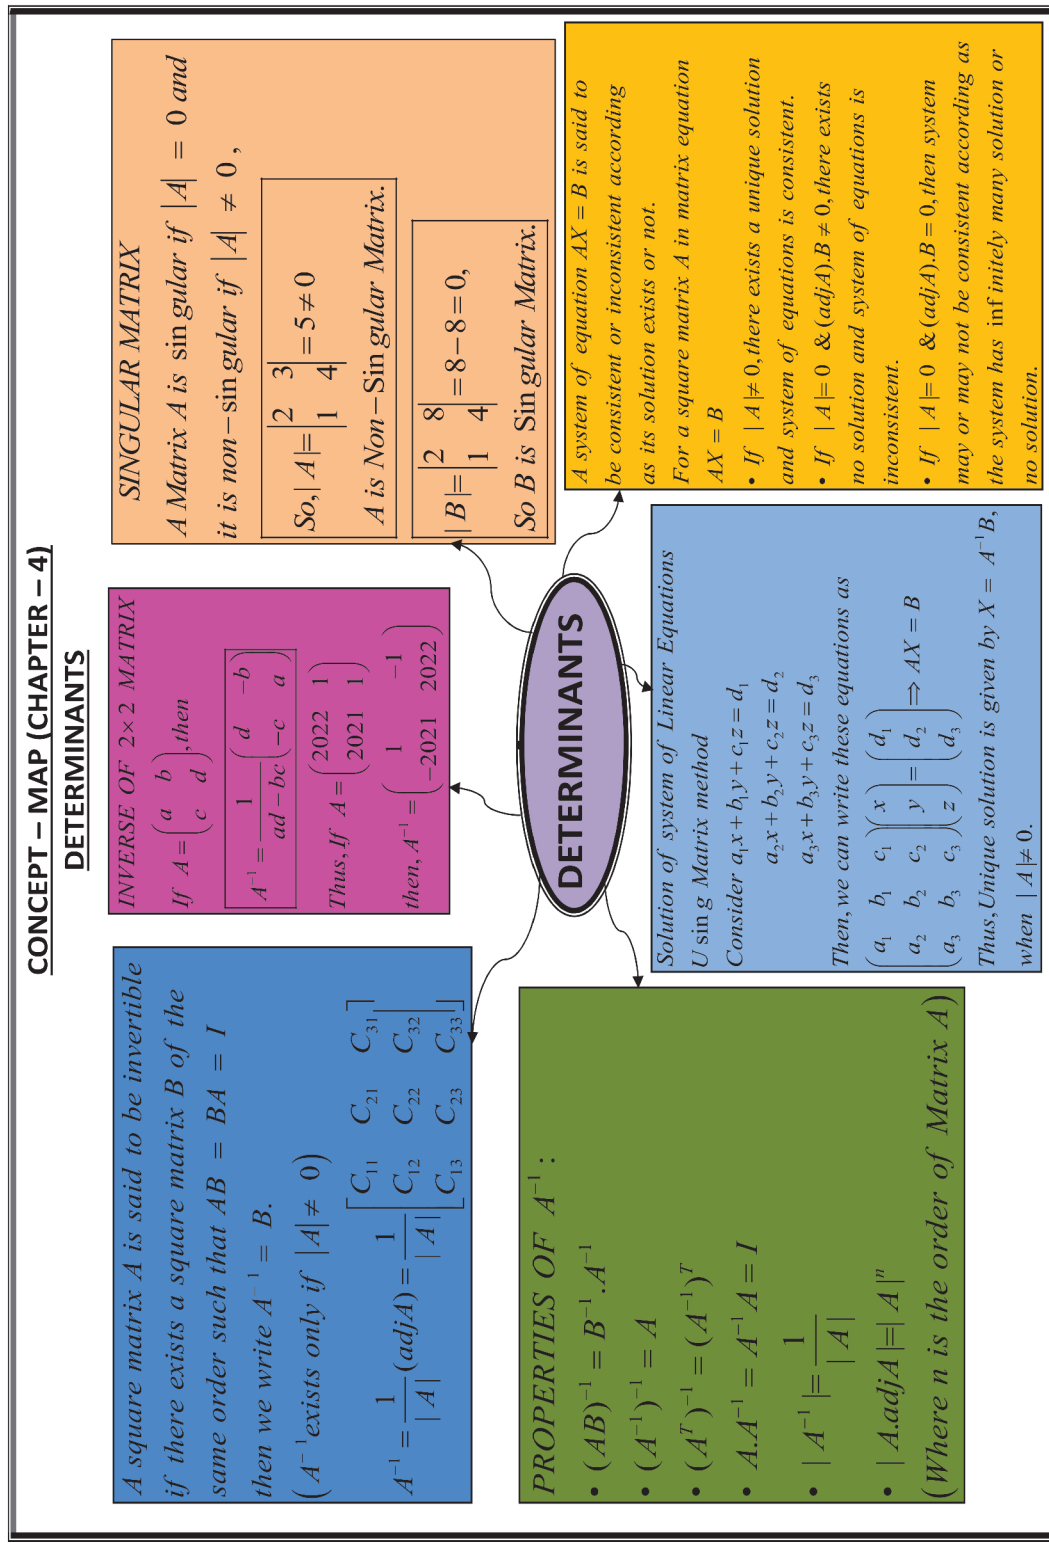 CONCEPT – MAP (CHAPTER – 4)
DETERMINANTS
A square matrix A is said to be invertible
if there exists a square matrix B of the
same order such that AB = BA = I
then we write A⁻¹ = B.
(A⁻¹ exists only if |A| ≠ 0)
A⁻¹ = 1/|A| (adjA) = 1/|A| [C₁₁ C₂₁ C₃₁
C₁₂ C₂₂ C₃₂
C₁₃ C₂₃ C₃₃]
INVERSE OF 2×2 MATRIX
If A = (a b
c d), then
A⁻¹ = 1/(ad – bc) (d –b
–c a)
Thus, If A = (2022 1
2021 1)
then, A⁻¹ = (1 –1
–2021 2022)
SINGULAR MATRIX
A Matrix A is sin gular if |A| = 0 and
it is non – sin gular if |A| ≠ 0,
So, |A| = |2 3
1 4| = 5 ≠ 0
A is Non – Sin gular Matrix.
|B| = |2 8
1 4| = 8 – 8 = 0,
So B is Sin gular Matrix.
DETERMINANTS
PROPERTIES OF A⁻¹ :
• (AB)⁻¹ = B⁻¹.A⁻¹
• (A⁻¹)⁻¹ = A
• (Aᵀ)⁻¹ = (A⁻¹)ᵀ
• A.A⁻¹ = A⁻¹A = I
• |A⁻¹| = 1/|A|
• |A.adjA| = |A|ⁿ
(Where n is the order of Matrix A)
Solution of system of Linear Equations
U sin g Matrix method
Consider a₁x + b₁y + c₁z = d₁
a₂x + b₂y + c₂z = d₂
a₃x + b₃y + c₃z = d₃
Then, we can write these equations as
(a₁ b₁ c₁
a₂ b₂ c₂
a₃ b₃ c₃) (x
y
z) = (d₁
d₂
d₃) ⇒ AX = B
Thus, Unique solution is given by X = A⁻¹B,
when |A| ≠ 0.
A system of equation AX = B is said to
be consistent or inconsistent according
as its solution exists or not.
For a square matrix A in matrix equation
AX = B
• If |A| ≠ 0, there exists a unique solution
and system of equations is consistent.
• If |A| = 0 & (adjA).B ≠ 0, there exists
no solution and system of equations is
inconsistent.
• If |A| = 0 & (adjA).B = 0, then system
may or may not be consistent according as
the system has inf initely many solution or
no solution.